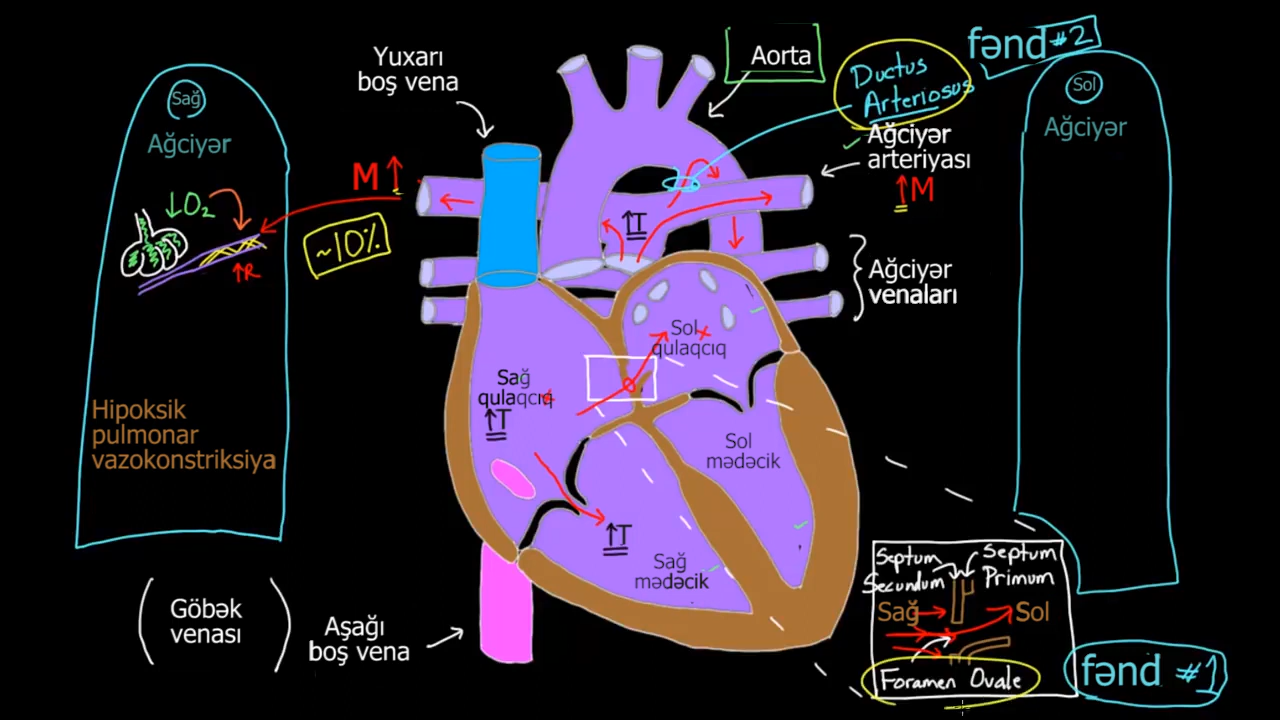 fənd #2
Yuxarı
boş vena
Aorta
Ductus
Arteriosus
Sağ
Ağciyər
Sol
Ağciyər
Ağciyər
arteriyası
↑M
M↑
~10%
↓O₂
↑R
↑T
Ağciyər
venaları
Sol
qulaqcıq
Sağ
qulaqcıq
↑T
Hipoksik
pulmonar
vazokonstriksiya
Sol
mədəcik
↑T
Sağ
mədəcik
Septum
Secundum
Septum
Primum
Sağ
Sol
Foramen Ovale
fənd #1
Göbək
venası
Aşağı
boş vena